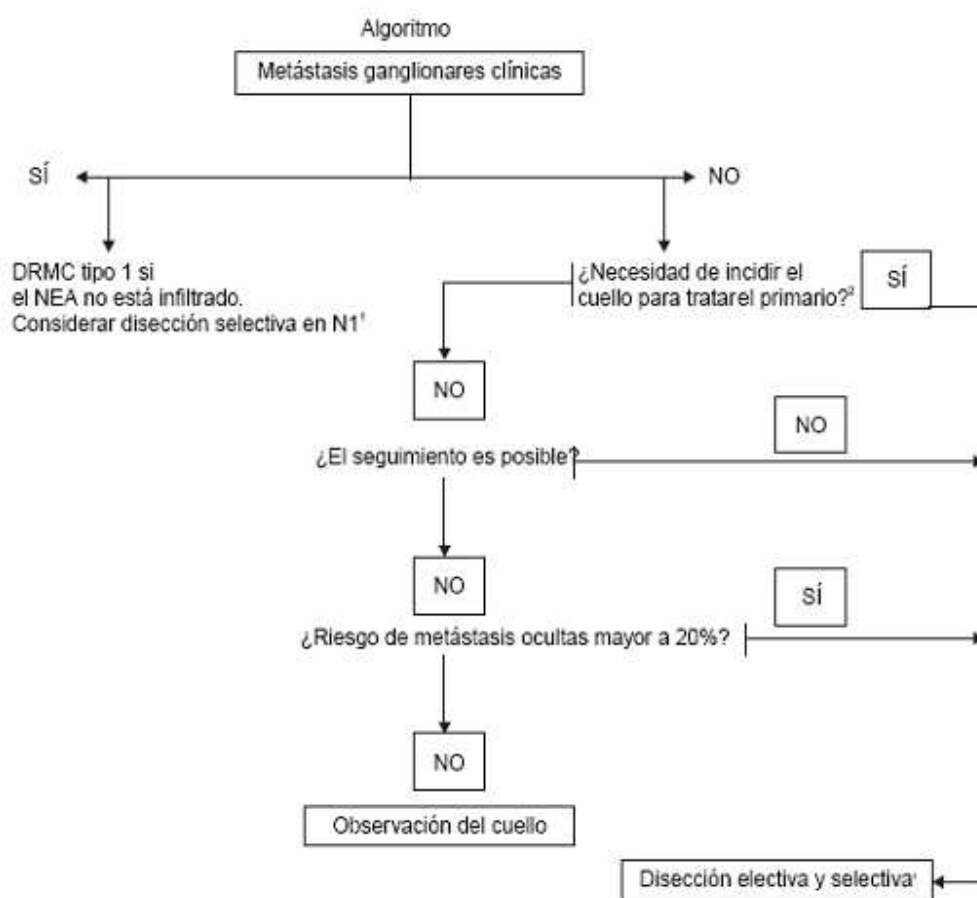 Algoritmo
Metástasis ganglionares clínicas
SÍ
NO
DRMC tipo 1 si
el NEA no está infiltrado.
Considerar disección selectiva en N1¹
¿Necesidad de incidir el
cuello para tratarel primario?²
SÍ
NO
NO
¿El seguimiento es posible?
NO
SÍ
¿Riesgo de metástasis ocultas mayor a 20%?
NO
Observación del cuello
Disección electiva y selectiva